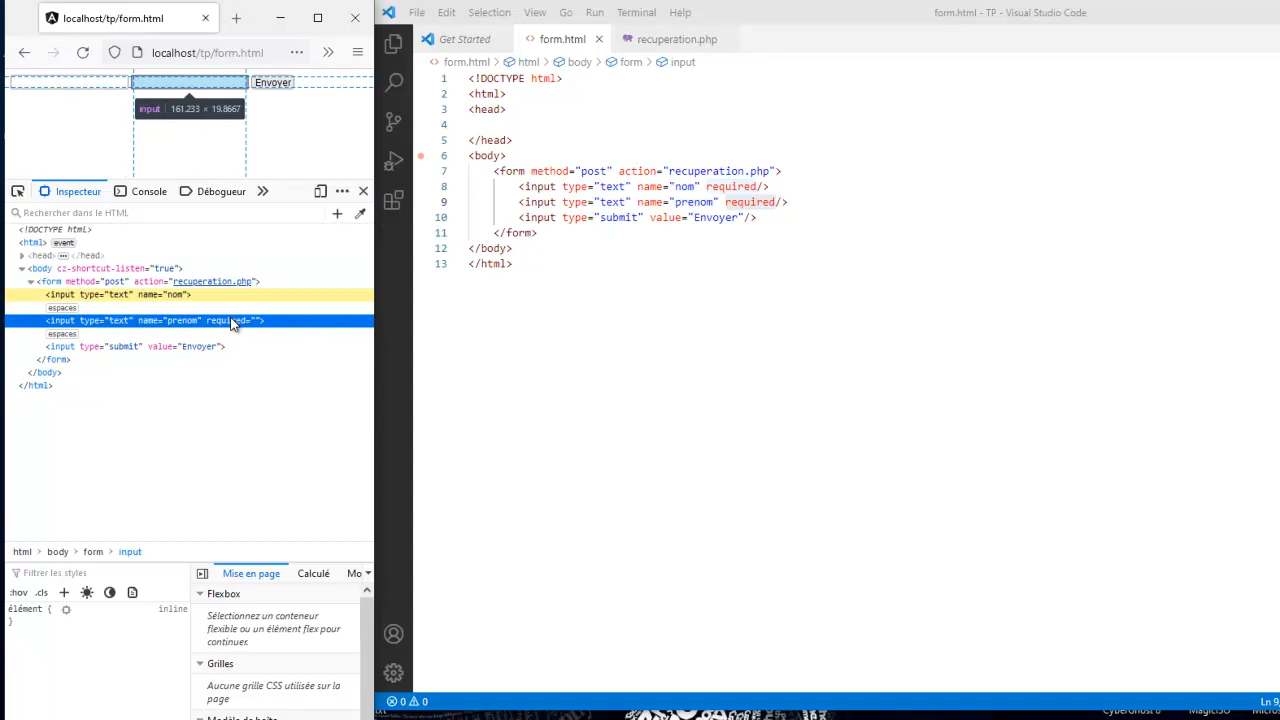 localhost/tp/form.html
localhost/tp/form.html
Envoyer
input 161.233 × 19.8667
Inspecteur
Console
Débogueur
Rechercher dans le HTML
<!DOCTYPE html>
<html> event
<head> </head>
<body cz-shortcut-listen="true">
<form method="post" action="recuperation.php">
<input type="text" name="nom">
espaces
<input type="text" name="prenom" required="">
espaces
<input type="submit" value="Envoyer">
</form>
</body>
</html>
html > body > form > input
Filtrer les styles
:hov .cls
élément {
inline
}
Mise en page
Calculé
Mo
Flexbox
Sélectionnez un conteneur
flexible ou un élément flex pour
continuer.
Grilles
Aucune grille CSS utilisée sur la
page
File Edit Selection View Go Run Terminal Help
form.html - TP - Visual Studio Code
Get Started
form.html
recuperation.php
form.html > html > body > form > input
1 <!DOCTYPE html>
2 <html>
3 <head>
4
5 </head>
6 <body>
7 <form method="post" action="recuperation.php">
8 <input type="text" name="nom" required/>
9 <input type="text" name="prenom" required/>
10 <input type="submit" value="Envoyer"/>
11 </form>
12 </body>
13 </html>
0 0
Ln 9